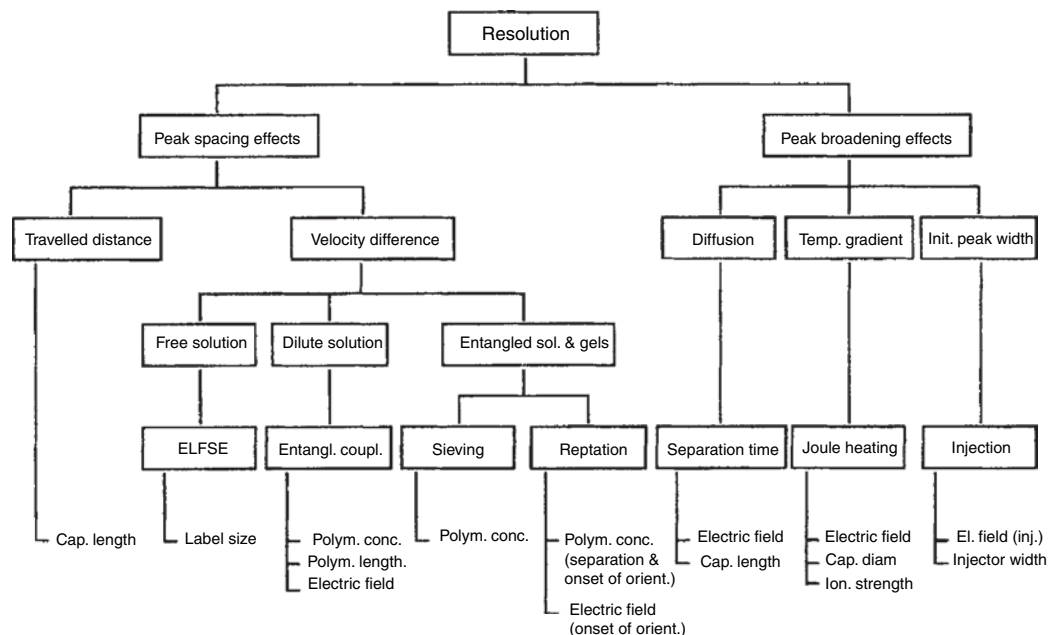 Resolution
Peak spacing effects
Peak broadening effects
Travelled distance
Velocity difference
Diffusion
Temp. gradient
Init. peak width
Free solution
Dilute solution
Entangled sol. & gels
ELFSE
Entangl. coupl.
Sieving
Reptation
Separation time
Joule heating
Injection
Cap. length
Label size
Polym. conc.
Polym. length.
Electric field
Polym. conc.
Polym. conc.
(separation &
onset of orient.)
Electric field
(onset of orient.)
Electric field
Cap. length
Electric field
Cap. diam
Ion. strength
El. field (inj.)
Injector width